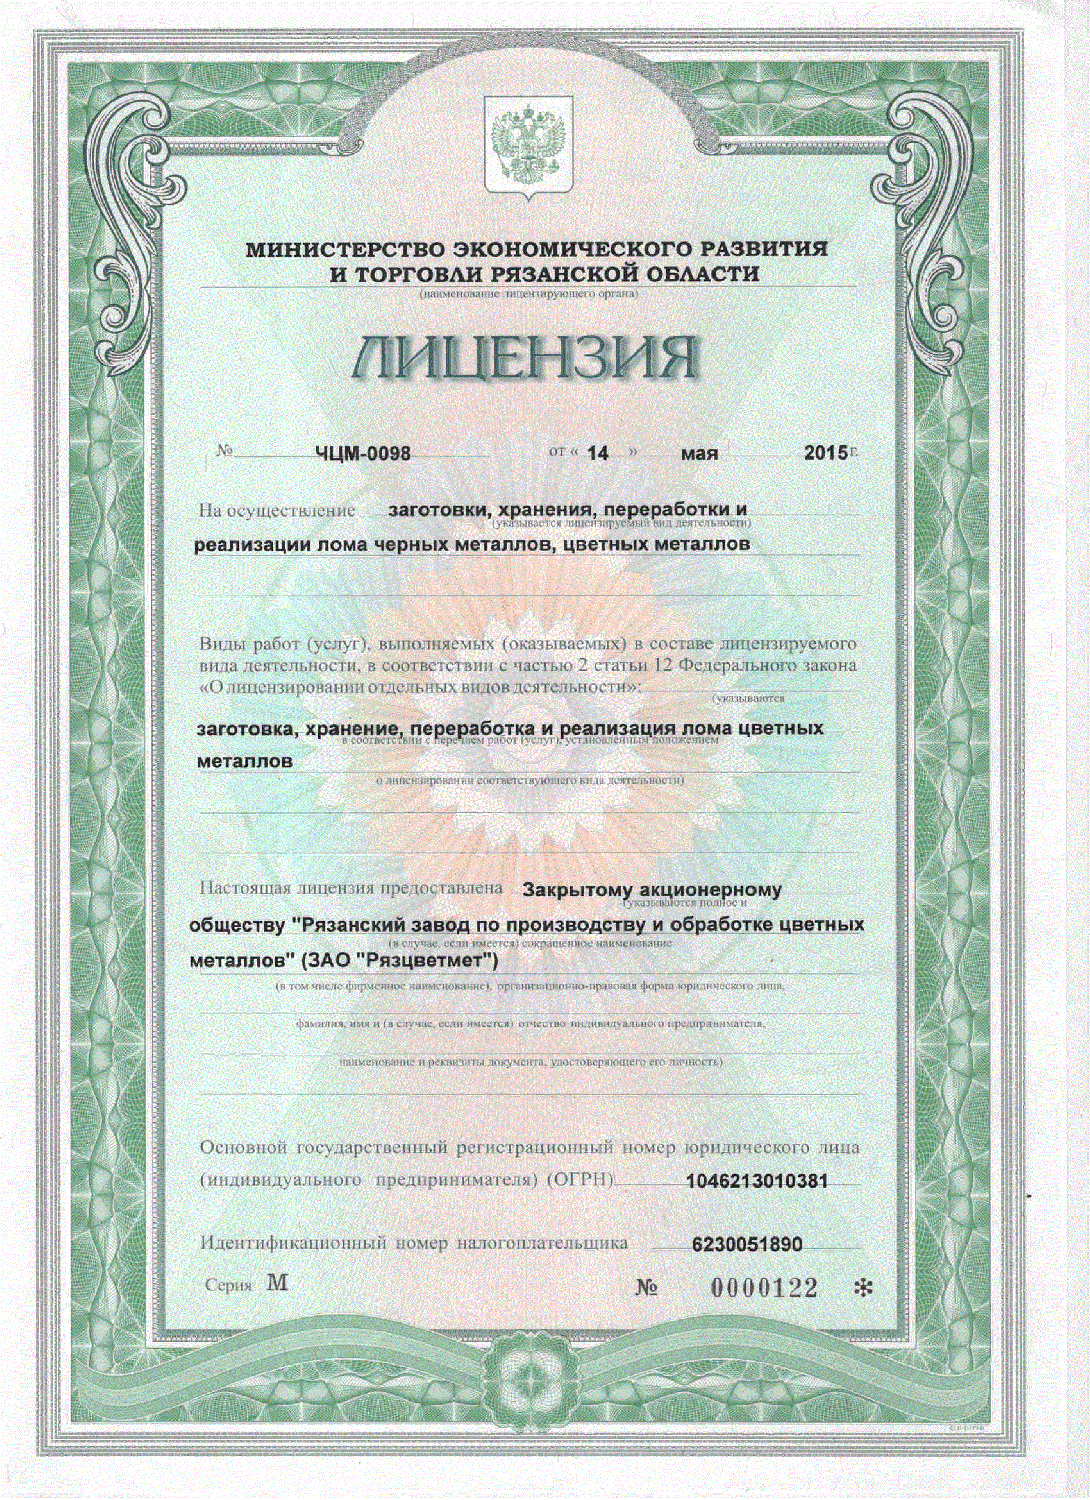 МИНИСТЕРСТВО ЭКОНОМИЧЕСКОГО РАЗВИТИЯ
И ТОРГОВЛИ РЯЗАНСКОЙ ОБЛАСТИ
(наименование лицензирующего органа)
ЛИЦЕНЗИЯ
№ ЧЦМ-0098 от « 14 » мая 2015 г.
На осуществление заготовки, хранения, переработки и
(указывается лицензируемый вид деятельности)
реализации лома черных металлов, цветных металлов
Виды работ (услуг), выполняемых (оказываемых) в составе лицензируемого
вида деятельности, в соответствии с частью 2 статьи 12 Федерального закона
«О лицензировании отдельных видов деятельности»:
(указываются
заготовка, хранение, переработка и реализация лома цветных
в соответствии с перечнем работ (услуг), установленным положением
металлов
о лицензировании соответствующего вида деятельности)
Настоящая лицензия предоставлена Закрытому акционерному
(указываются полное и
обществу "Рязанский завод по производству и обработке цветных
(в случае, если имеется) сокращенное наименование
металлов" (ЗАО "Рязцветмет")
(в том числе фирменное наименование), организационно-правовая форма юридического лица,
фамилия, имя и (в случае, если имеется) отчество индивидуального предпринимателя,
наименование и реквизиты документа, удостоверяющего его личность)
Основной государственный регистрационный номер юридического лица
(индивидуального предпринимателя) (ОГРН) 1046213010381
Идентификационный номер налогоплательщика 6230051890
Серия М № 0000122 *